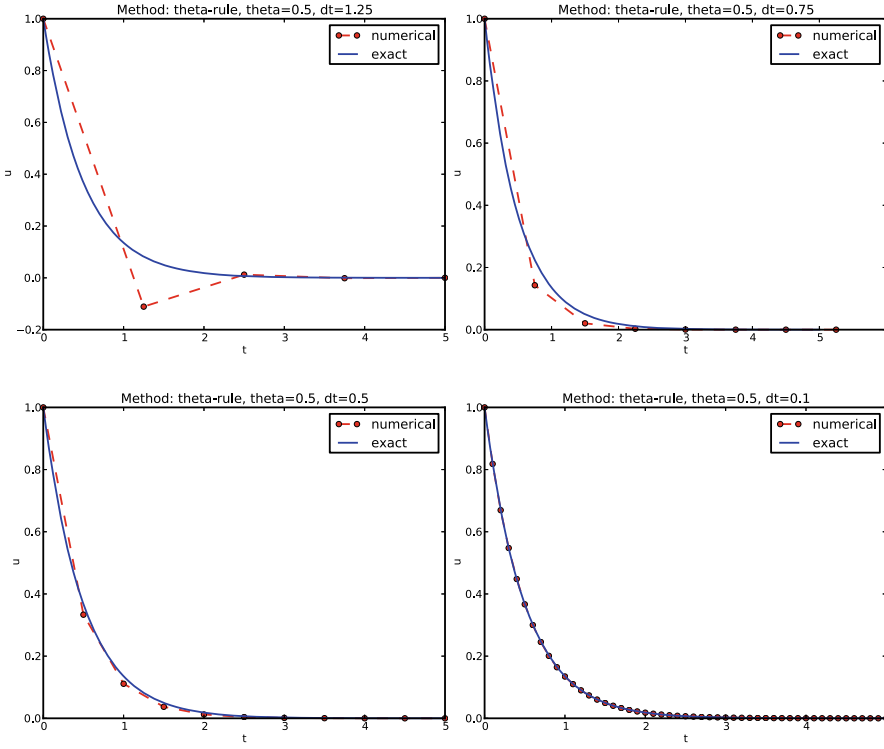 Method: theta-rule, theta=0.5, dt=1.25
numerical
exact
1.0
0.8
0.6
0.4
0.2
0.0
−0.2
u
0
1
2
3
4
5
t
Method: theta-rule, theta=0.5, dt=0.75
numerical
exact
1.0
0.8
0.6
0.4
0.2
0.0
u
0
1
2
3
4
5
t
Method: theta-rule, theta=0.5, dt=0.5
numerical
exact
1.0
0.8
0.6
0.4
0.2
0.0
u
0
1
2
3
4
5
t
Method: theta-rule, theta=0.5, dt=0.1
numerical
exact
1.0
0.8
0.6
0.4
0.2
0.0
u
0
1
2
3
4
t